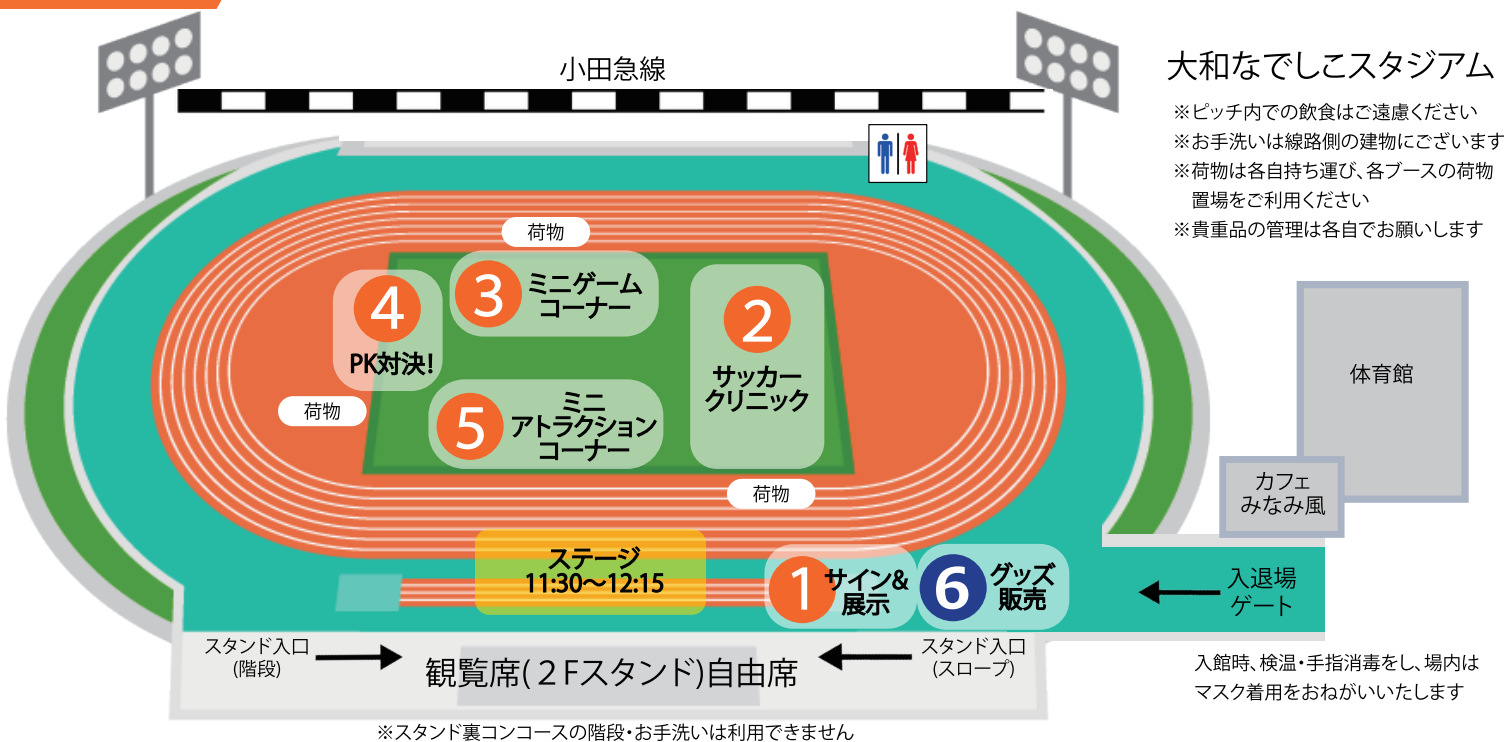 小田急線
大和なでしこスタジアム
※ピッチ内での飲食はご遠慮ください
※お手洗いは線路側の建物にございます
※荷物は各自持ち運び、各ブースの荷物
置場をご利用ください
※貴重品の管理は各自でお願いします
荷物
3 ミニゲーム
コーナー
4
PK対決!
2
サッカー
クリニック
荷物
5 ミニ
アトラクション
コーナー
荷物
体育館
カフェ
みなみ風
ステージ
11:30〜12:15
1 サイン&
展示
6 グッズ
販売
入退場
ゲート
スタンド入口
(階段)
観覧席(2Fスタンド)自由席
スタンド入口
(スロープ)
入館時、検温・手指消毒をし、場内は
マスク着用をおねがいいたします
※スタンド裏コンコースの階段・お手洗いは利用できません